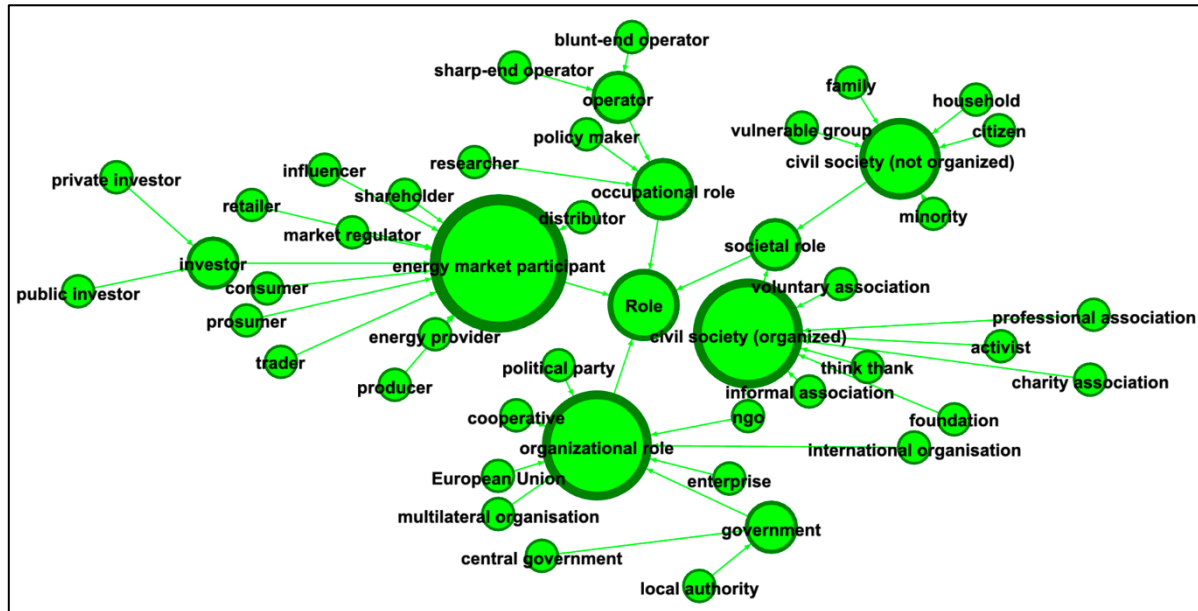 blunt-end operator
sharp-end operator
operator
family
household
policy maker
vulnerable group
citizen
researcher
civil society (not organized)
private investor
influencer
shareholder
occupational role
retailer
distributor
minority
market regulator
societal role
investor
energy market participant
public investor
consumer
voluntary association
Role
prosumer
professional association
energy provider
civil society (organized)
activist
trader
political party
think thank
producer
informal association
charity association
cooperative
ngo
foundation
organizational role
international organisation
European Union
enterprise
multilateral organisation
government
central government
local authority